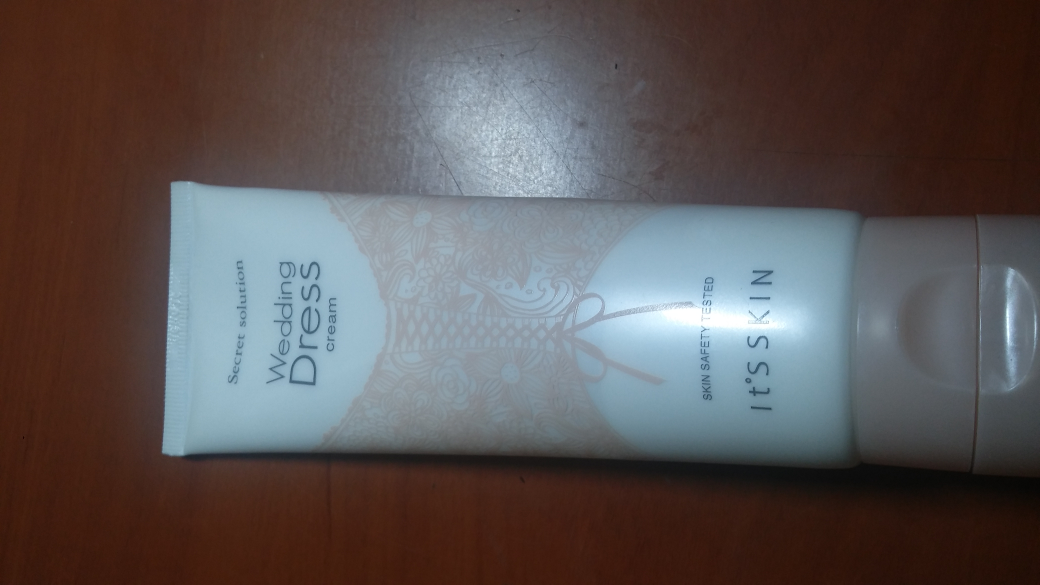 Secret solution
Wedding
Dress
cream
SKIN SAFETY TESTED
It's SKIN